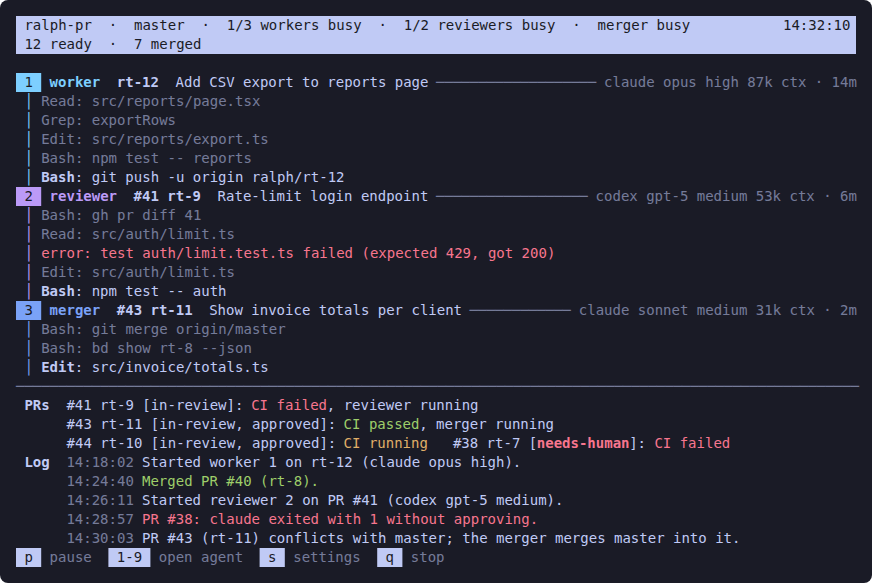 ralph-pr · master · 1/3 workers busy · 1/2 reviewers busy · merger busy 14:32:10
12 ready · 7 merged
1 worker rt-12 Add CSV export to reports page claude opus high 87k ctx · 14m
Read: src/reports/page.tsx
Grep: exportRows
Edit: src/reports/export.ts
Bash: npm test -- reports
Bash: git push -u origin ralph/rt-12
2 reviewer #41 rt-9 Rate-limit login endpoint codex gpt-5 medium 53k ctx · 6m
Bash: gh pr diff 41
Read: src/auth/limit.ts
error: test auth/limit.test.ts failed (expected 429, got 200)
Edit: src/auth/limit.ts
Bash: npm test -- auth
3 merger #43 rt-11 Show invoice totals per client claude sonnet medium 31k ctx · 2m
Bash: git merge origin/master
Bash: bd show rt-8 --json
Edit: src/invoice/totals.ts
PRs #41 rt-9 [in-review]: CI failed, reviewer running
#43 rt-11 [in-review, approved]: CI passed, merger running
#44 rt-10 [in-review, approved]: CI running #38 rt-7 [needs-human]: CI failed
Log 14:18:02 Started worker 1 on rt-12 (claude opus high).
14:24:40 Merged PR #40 (rt-8).
14:26:11 Started reviewer 2 on PR #41 (codex gpt-5 medium).
14:28:57 PR #38: claude exited with 1 without approving.
14:30:03 PR #43 (rt-11) conflicts with master; the merger merges master into it.
p pause 1-9 open agent s settings q stop